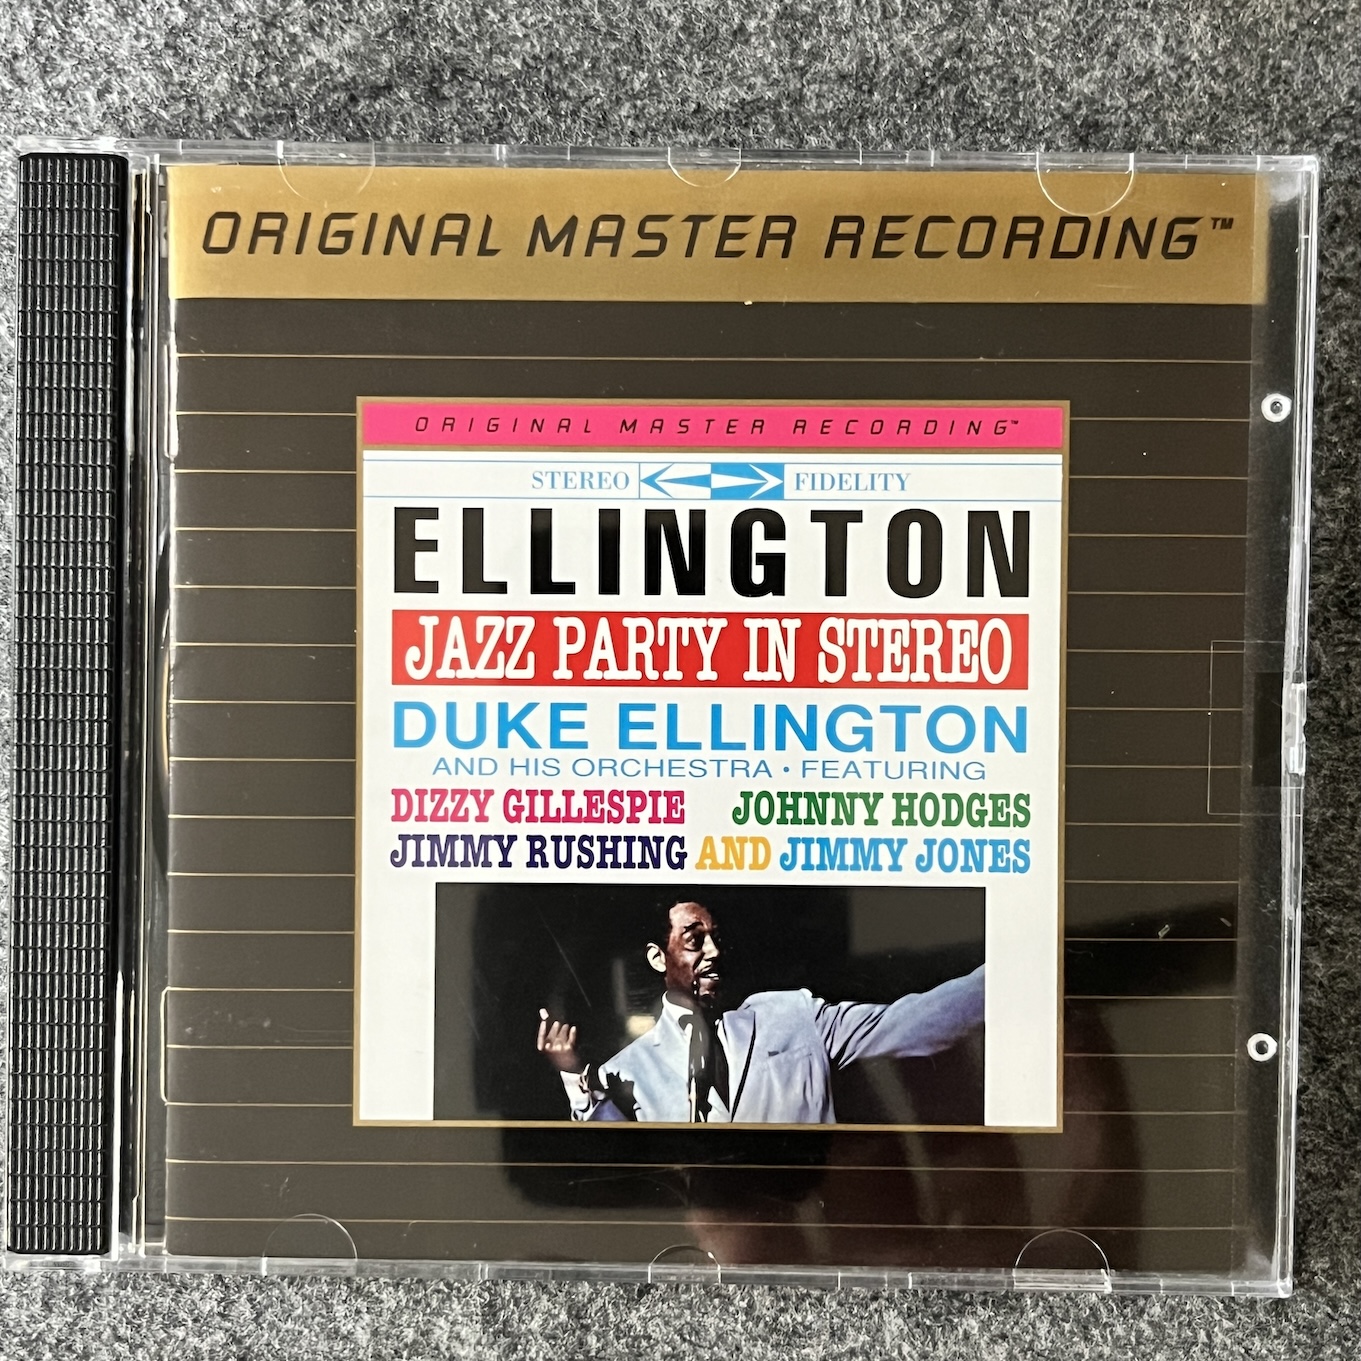 ORIGINAL MASTER RECORDING™
ORIGINAL MASTER RECORDING™
STEREO FIDELITY
ELLINGTON
JAZZ PARTY IN STEREO
DUKE ELLINGTON
AND HIS ORCHESTRA • FEATURING
DIZZY GILLESPIE JOHNNY HODGES
JIMMY RUSHING AND JIMMY JONES